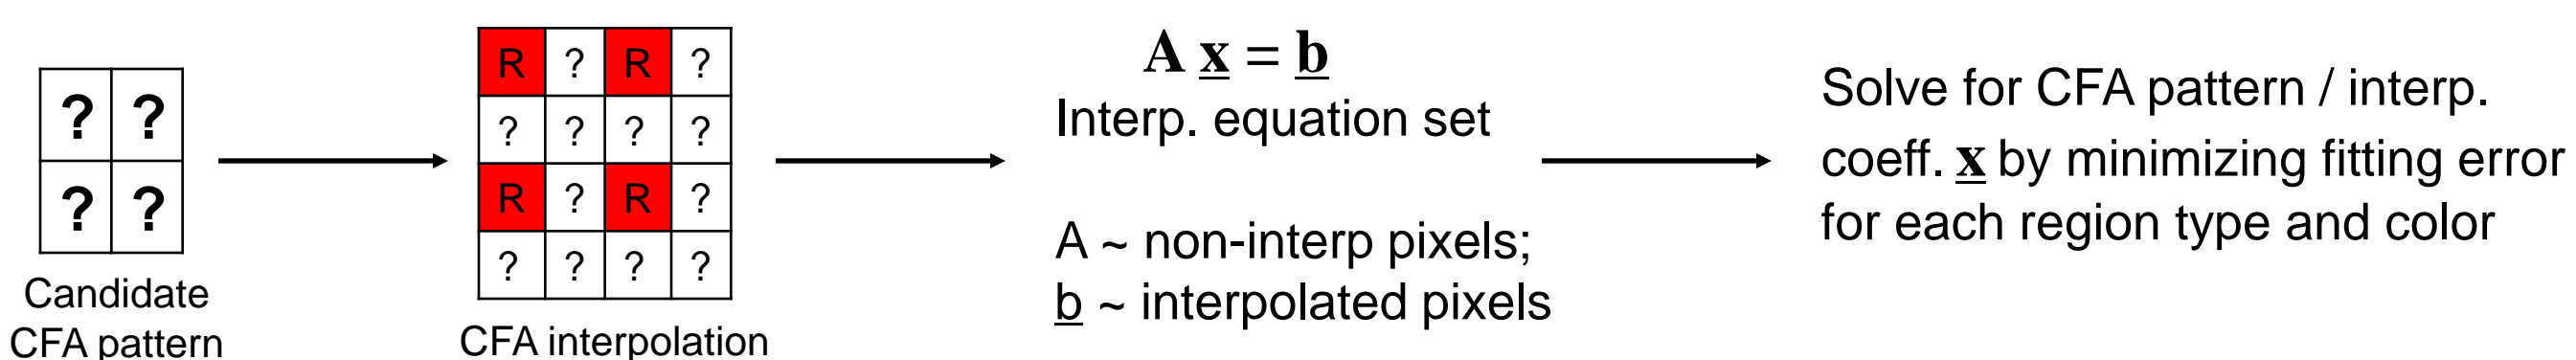 ? ?
? ?
Candidate
CFA pattern
R ? R ?
? ? ? ?
R ? R ?
? ? ? ?
CFA interpolation
A x = b
Interp. equation set
A ~ non-interp pixels;
b ~ interpolated pixels
Solve for CFA pattern / interp.
coeff. x by minimizing fitting error
for each region type and color